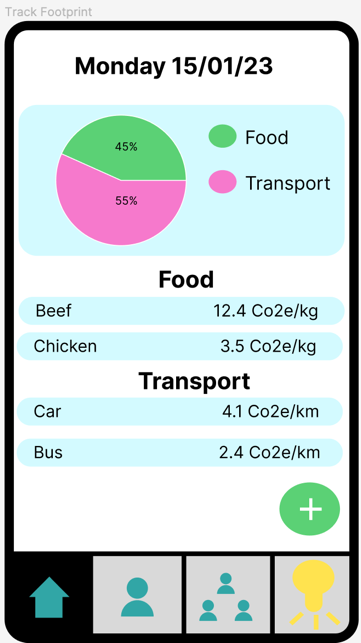 Track Footprint
Monday 15/01/23
45%
Food
Transport
55%
Food
Beef 12.4 Co2e/kg
Chicken 3.5 Co2e/kg
Transport
Car 4.1 Co2e/km
Bus 2.4 Co2e/km
+